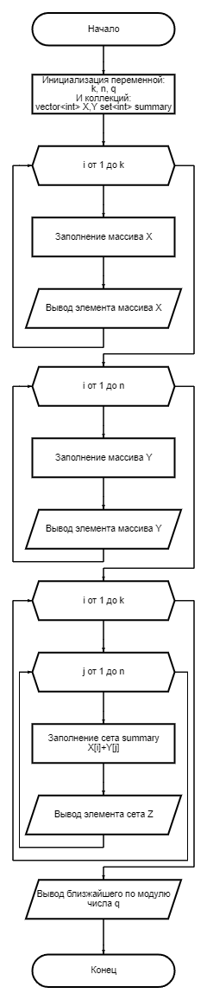 Начало
Инициализация переменной:
k, n, q
И коллекций:
vector<int> X,Y set<int> summary
i от 1 до k
Заполнение массива X
Вывод элемента массива X
i от 1 до n
Заполнение массива Y
Вывод элемента массива Y
i от 1 до k
j от 1 до n
Заполнение сета summary
X[i]+Y[j]
Вывод элемента сета Z
Вывод ближайшего по модулю
числа q
Конец